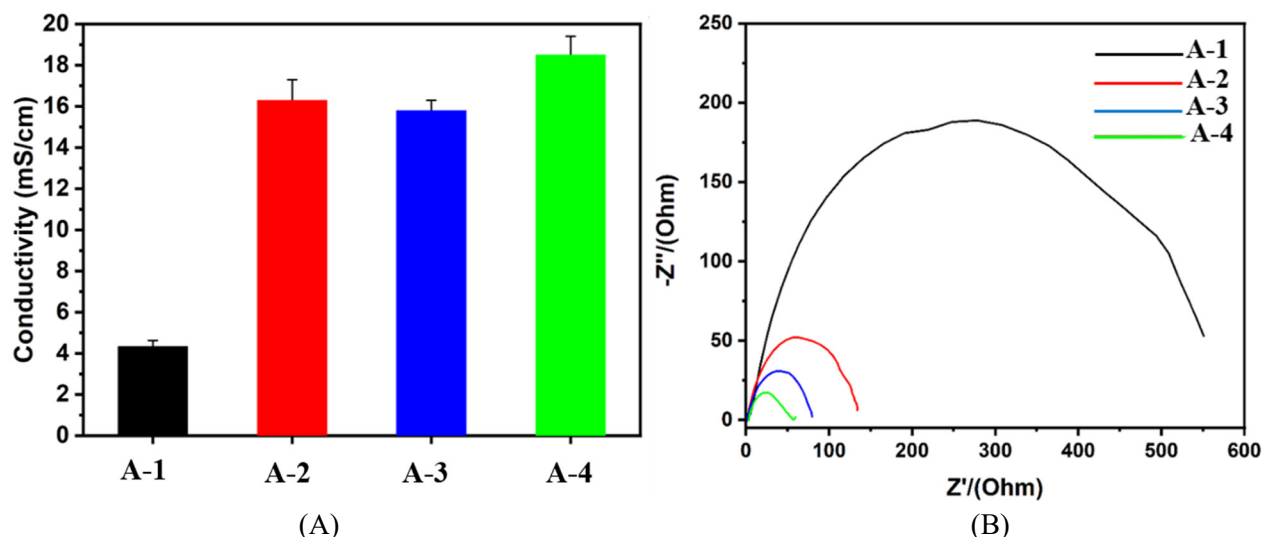 20
18
16
14
12
10
8
6
4
2
0
Conductivity (mS/cm)
A-1 A-2 A-3 A-4
(A)
250
200
150
100
50
0
-Z''/(Ohm)
A-1
A-2
A-3
A-4
0 100 200 300 400 500 600
Z'/(Ohm)
(B)